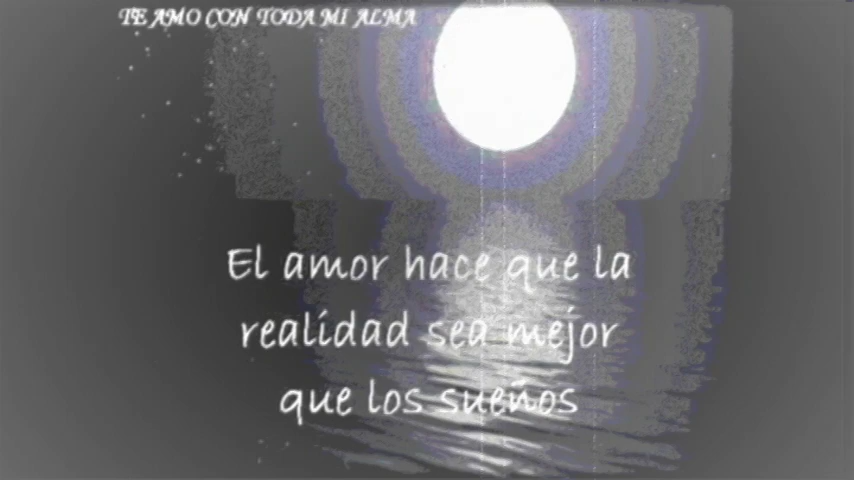 TE AMO CON TODA MI ALMA
El amor hace que la
realidad sea mejor
que los sueños